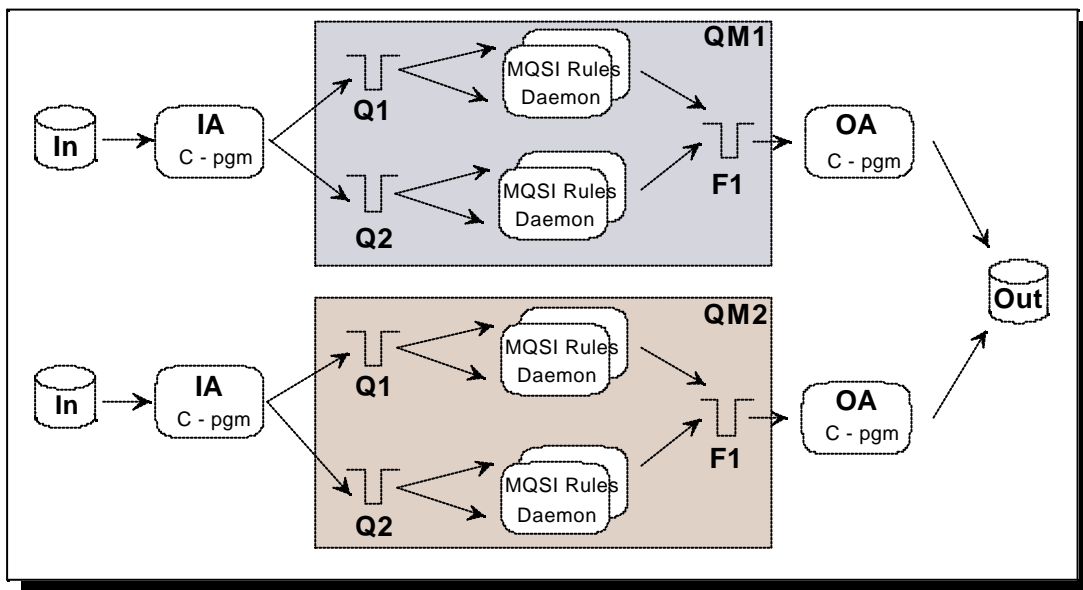 QM1
In
IA
C - pgm
Q1
MQSI Rules
Daemon
Q2
MQSI Rules
Daemon
F1
OA
C - pgm
Out
QM2
In
IA
C - pgm
Q1
MQSI Rules
Daemon
Q2
MQSI Rules
Daemon
F1
OA
C - pgm